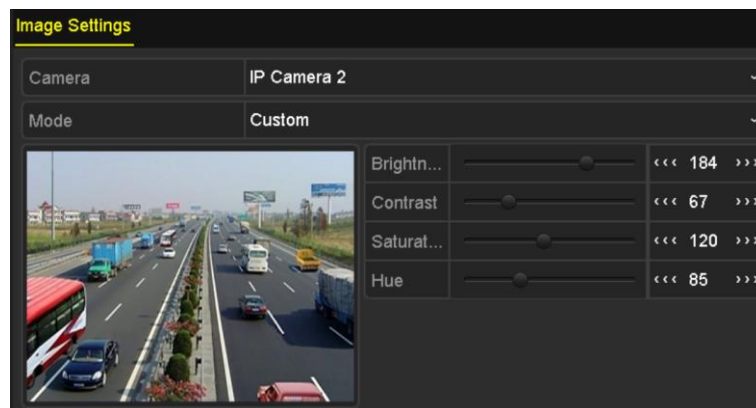 Image Settings
Camera IP Camera 2
Mode Custom
Brightn... ‹‹‹ 184 ›››
Contrast ‹‹‹ 67 ›››
Saturat... ‹‹‹ 120 ›››
Hue ‹‹‹ 85 ›››